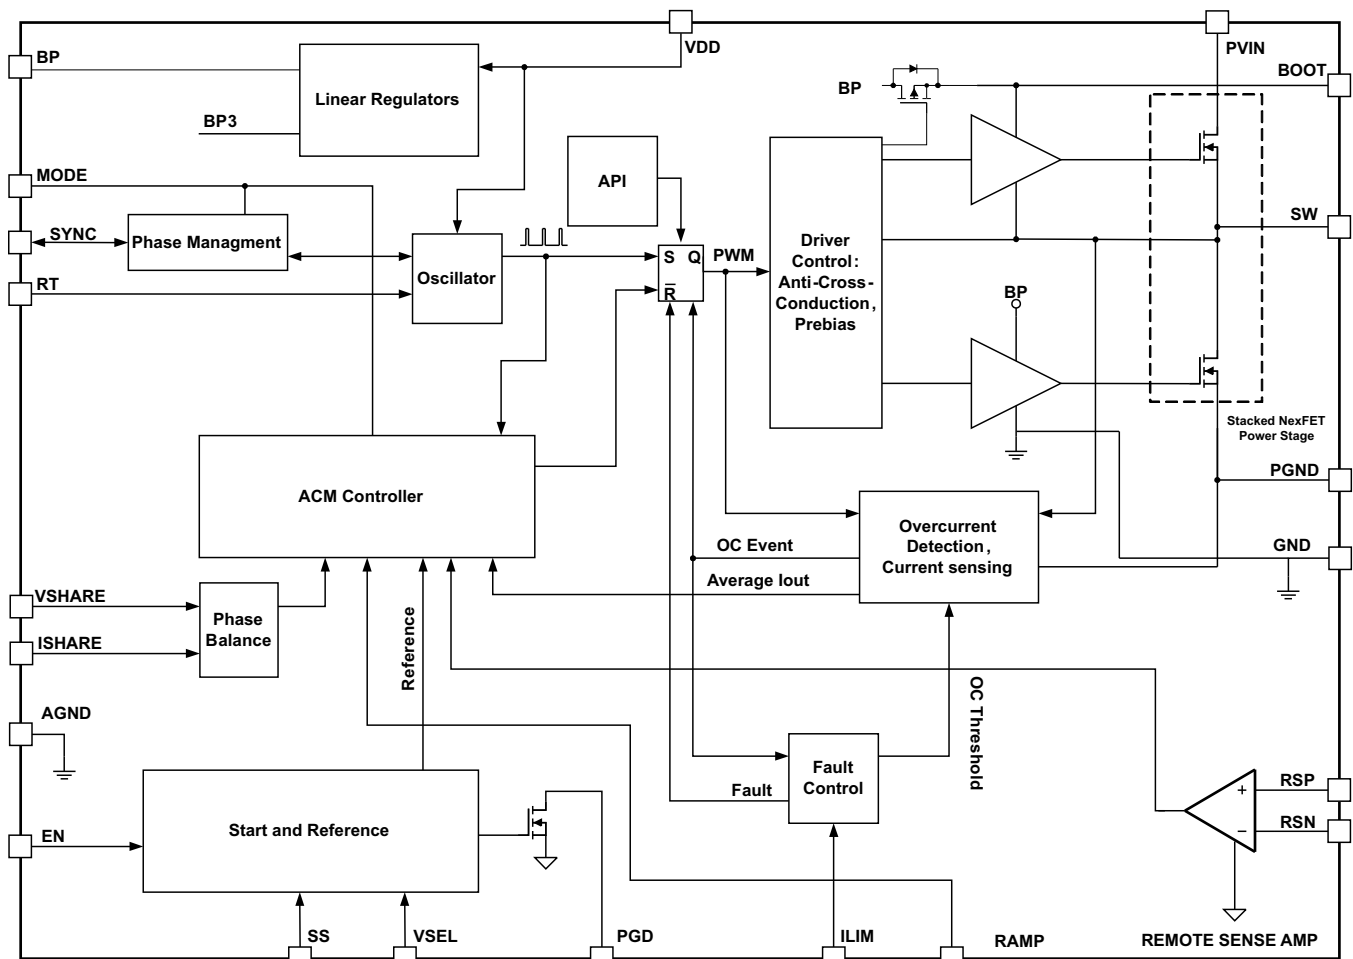 VDD
PVIN
BP
Linear Regulators
BP3
BP
BOOT
MODE
API
SYNC
Phase Managment
SW
RT
Oscillator
S Q
R̅
PWM
Driver
Control:
Anti-Cross-
Conduction,
Prebias
BP
Stacked NexFET
Power Stage
PGND
ACM Controller
Overcurrent
Detection,
Current sensing
OC Event
Average Iout
GND
VSHARE
ISHARE
Phase
Balance
Reference
OC Threshold
AGND
Fault
Control
Fault
RSP
+
RSN
−
EN
Start and Reference
SS
VSEL
PGD
ILIM
RAMP
REMOTE SENSE AMP